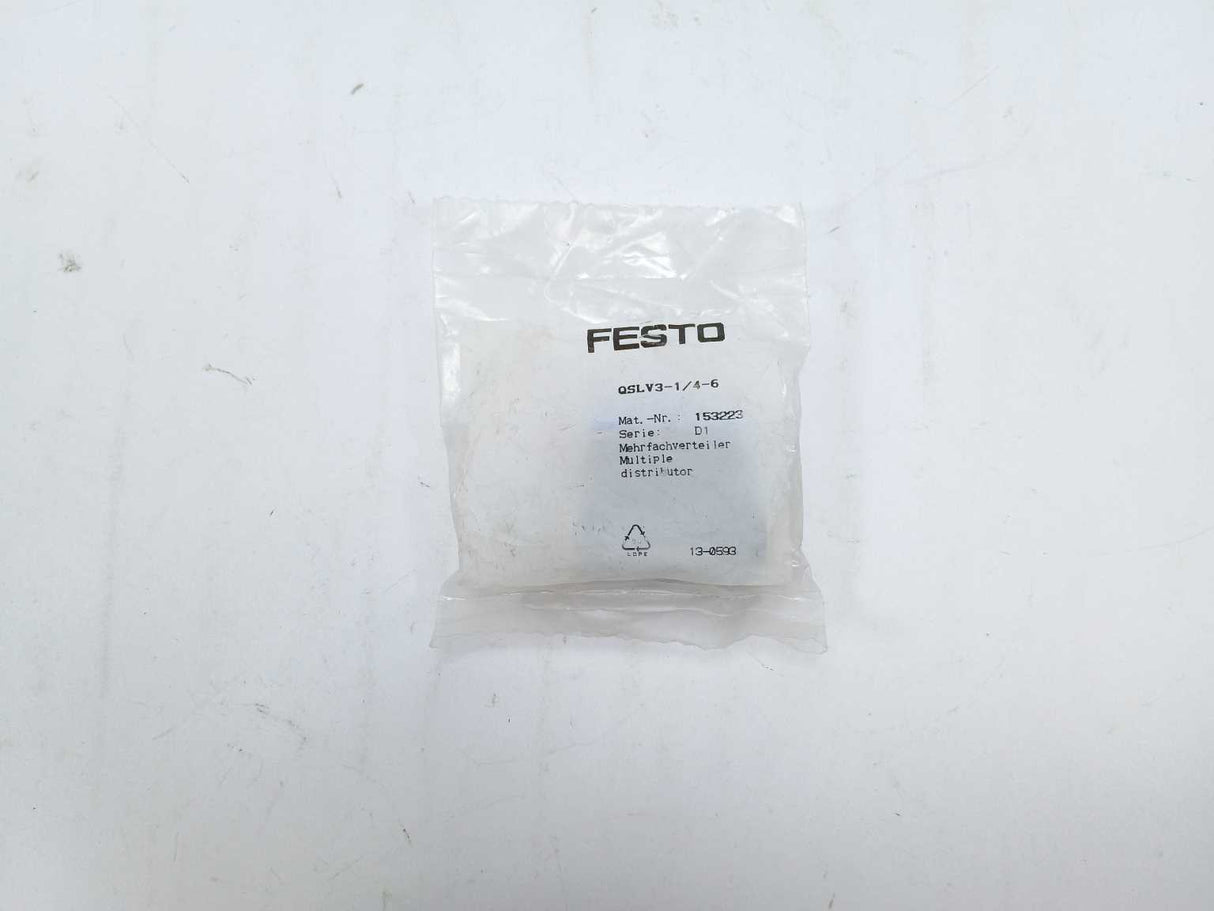 FESTO
QSLV3-1/4-6
Mat.-Nr.: 153223
Serie: D1
Mehrfachverteiler
Multiple
distributor
LDPE
13-0593